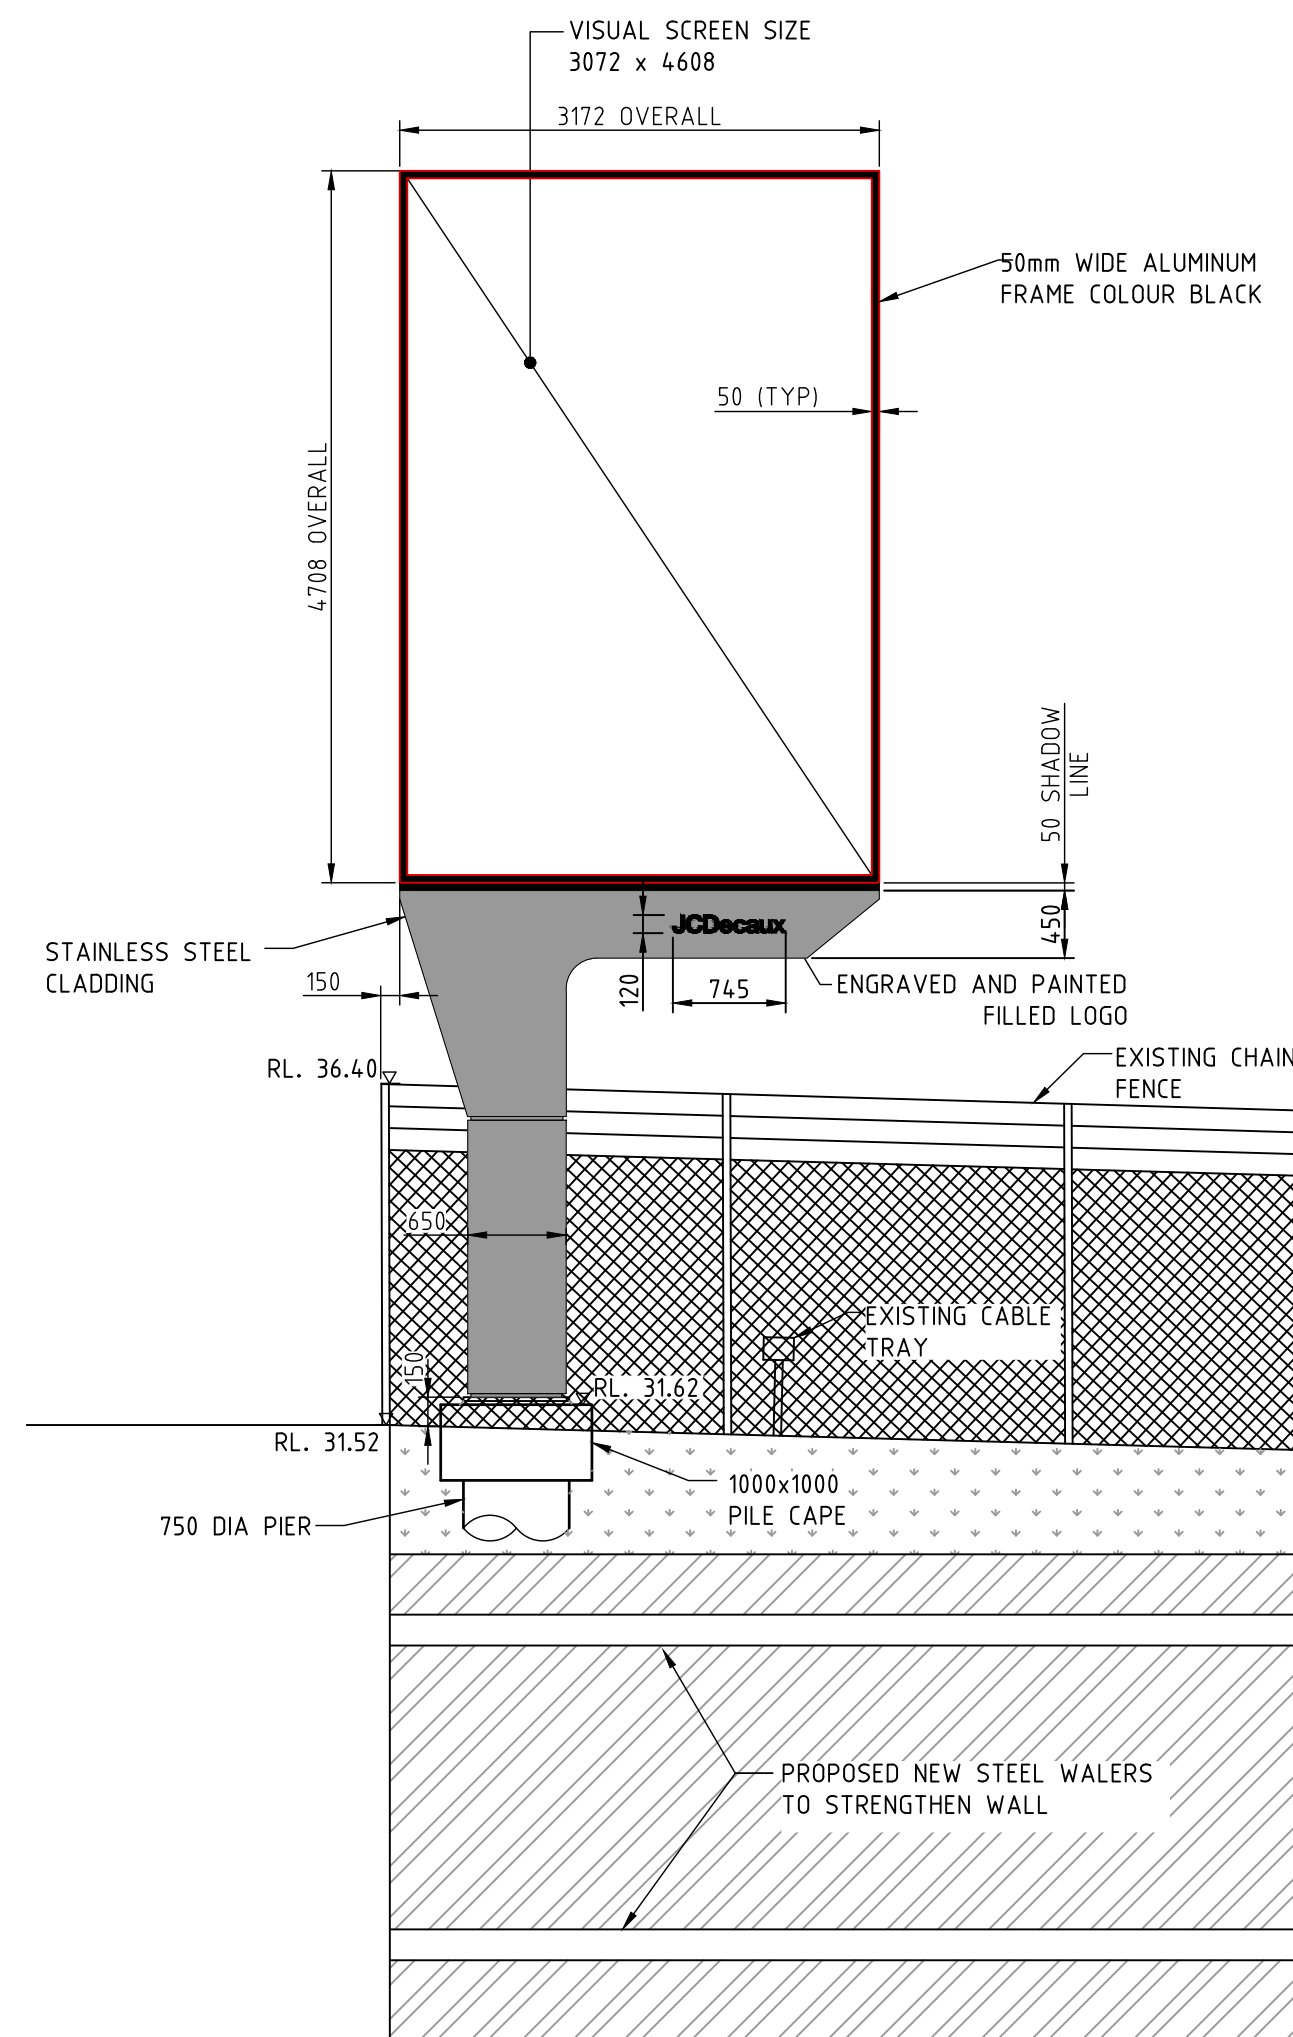 VISUAL SCREEN SIZE
3072 x 4608
3172 OVERALL
50mm WIDE ALUMINUM
FRAME COLOUR BLACK
50 (TYP)
4708 OVERALL
50 SHADOW
LINE
450
JCDecaux
120
745
STAINLESS STEEL
CLADDING
150
ENGRAVED AND PAINTED
FILLED LOGO
RL. 36.40
EXISTING CHAIN
FENCE
650
EXISTING CABLE
TRAY
150
RL. 31.62
RL. 31.52
1000x1000
PILE CAPE
750 DIA PIER
PROPOSED NEW STEEL WALERS
TO STRENGTHEN WALL